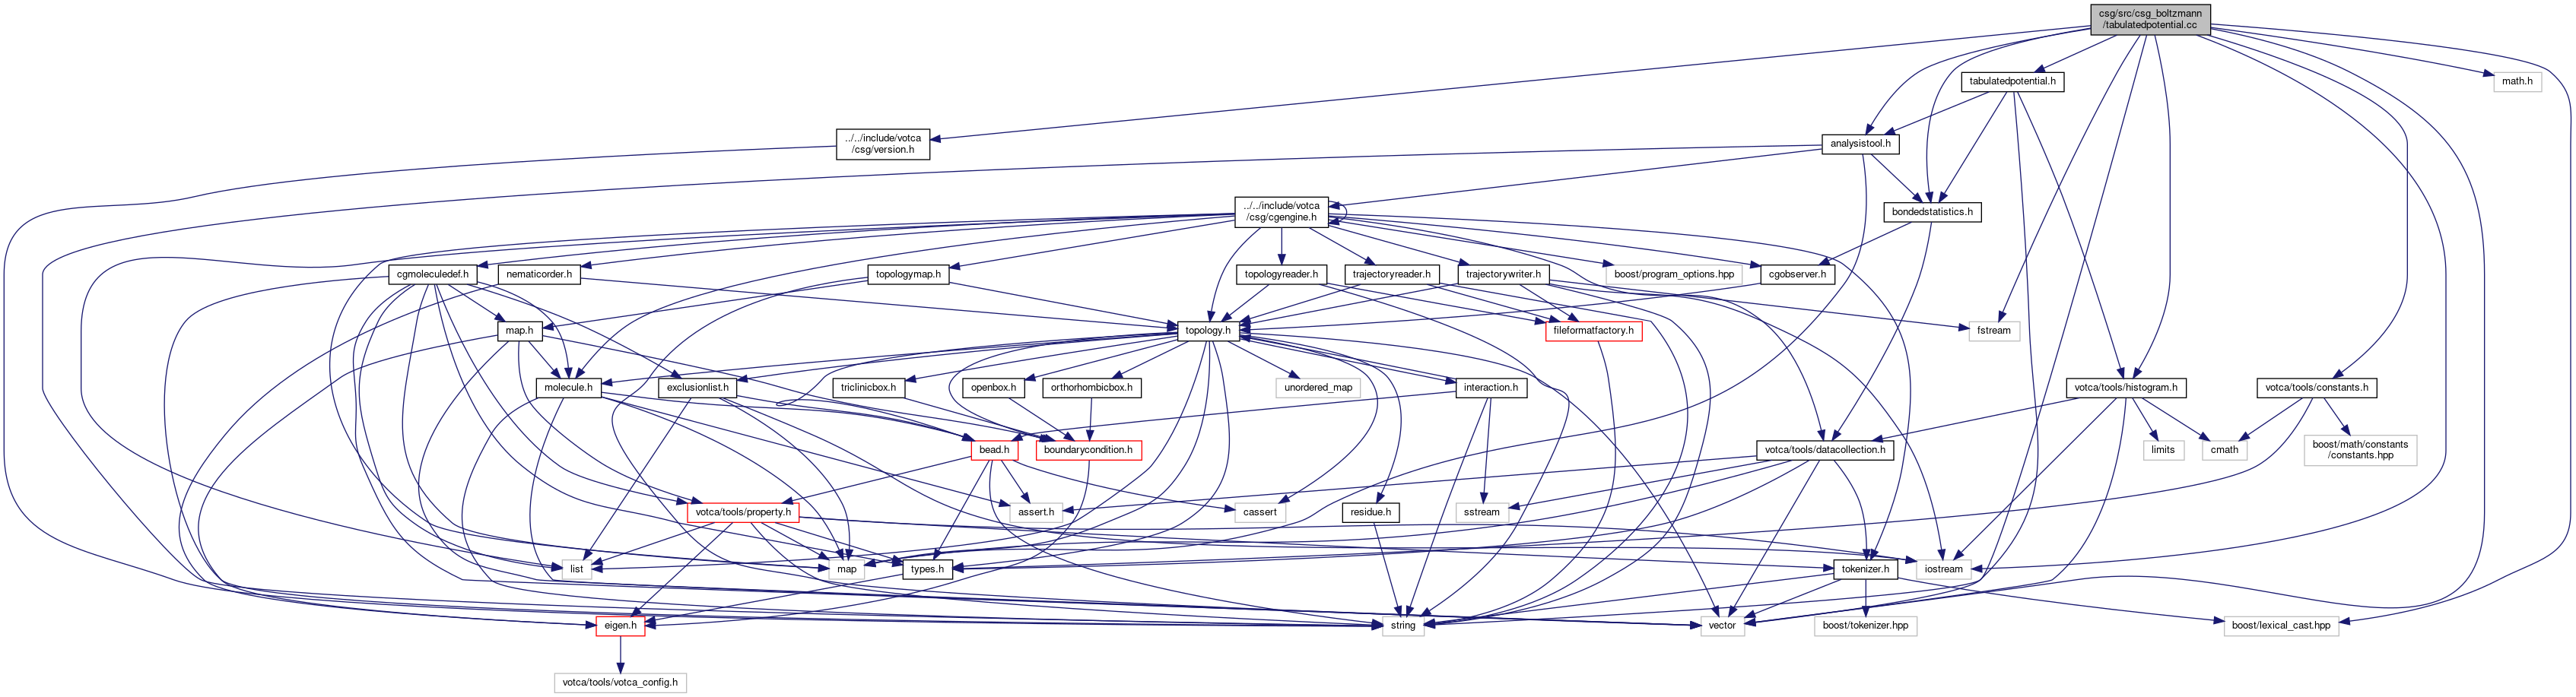 csg/src/csg_boltzmann
/tabulatedpotential.cc
tabulatedpotential.h
math.h
../../include/votca
/csg/version.h
analysistool.h
../../include/votca
/csg/cgengine.h
bondedstatistics.h
cgmoleculedef.h
nematicorder.h
topologymap.h
topologyreader.h
trajectoryreader.h
trajectorywriter.h
boost/program_options.hpp
cgobserver.h
map.h
topology.h
fileformatfactory.h
fstream
molecule.h
exclusionlist.h
triclinicbox.h
openbox.h
orthorhombicbox.h
unordered_map
interaction.h
votca/tools/histogram.h
votca/tools/constants.h
bead.h
boundarycondition.h
votca/tools/datacollection.h
limits
cmath
boost/math/constants
/constants.hpp
votca/tools/property.h
assert.h
cassert
residue.h
sstream
list
map
types.h
tokenizer.h
iostream
eigen.h
string
vector
boost/tokenizer.hpp
boost/lexical_cast.hpp
votca/tools/votca_config.h